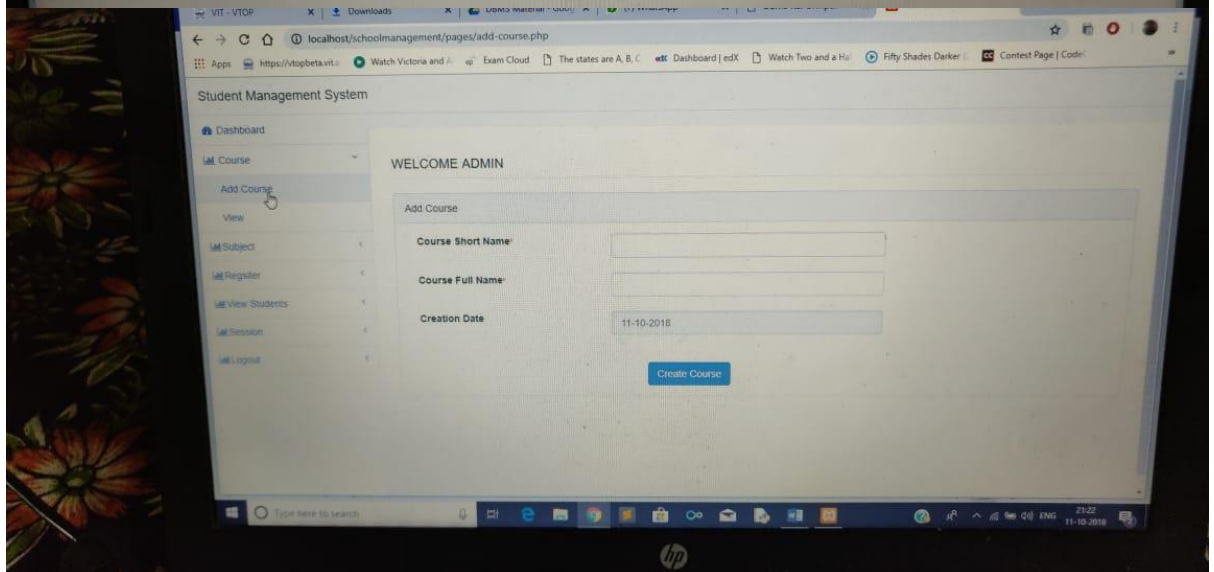 VIT - VTOP
Downloads
localhost/schoolmanagement/pages/add-course.php
Apps
Watch Victoria and
Exam Cloud
The states are A, B, C
Dashboard | edX
Watch Two and a Ha
Fifty Shades Darker
Contest Page | Code
Student Management System
Dashboard
Course
WELCOME ADMIN
Add Course
Add Course
View
Course Short Name
Subject
Regsiter
Course Full Name
View Students
Creation Date
11-10-2018
Session
Logout
Create Course
Type here to search
ENG
21:22
11-10-2018
hp